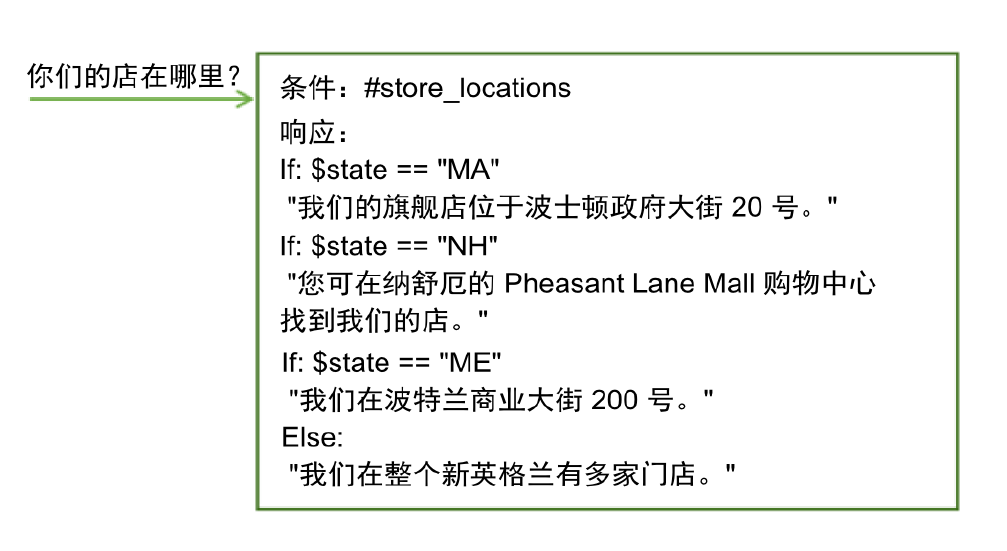 你们的店在哪里？
条件：#store_locations
响应：
If: $state == "MA"
"我们的旗舰店位于波士顿政府大街 20 号。"
If: $state == "NH"
"您可在纳舒厄的 Pheasant Lane Mall 购物中心
找到我们的店。"
If: $state == "ME"
"我们在波特兰商业大街 200 号。"
Else:
"我们在整个新英格兰有多家门店。"